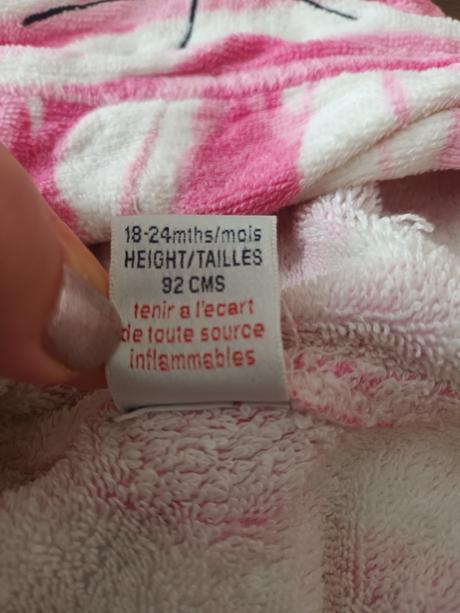 18-24mths/mois
HEIGHT/TAILLES
92 CMS
tenir a l'ecart
de toute source
inflammables